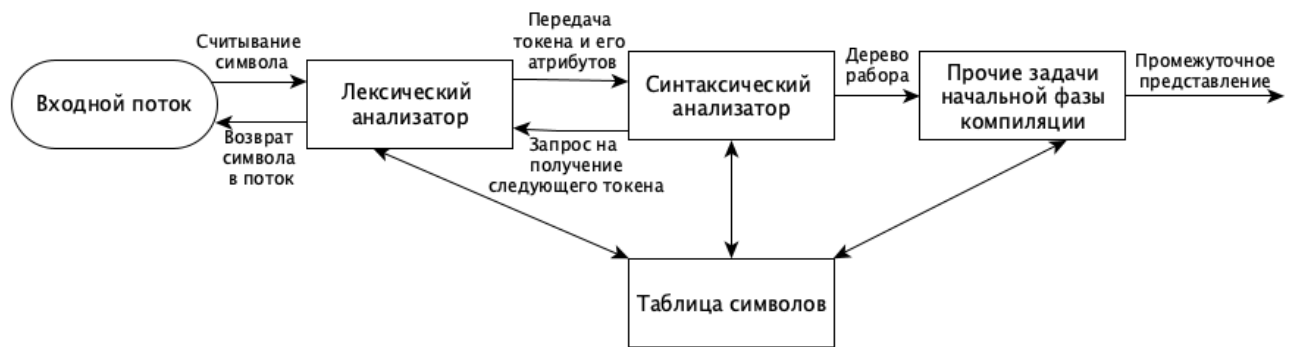 Считывание
символа
Передача
токена и его
атрибутов
Дерево
рабора
Промежуточное
представление
Входной поток
Лексический
анализатор
Синтаксический
анализатор
Прочие задачи
начальной фазы
компиляции
Возврат
символа
в поток
Запрос на
получение
следующего токена
Таблица символов